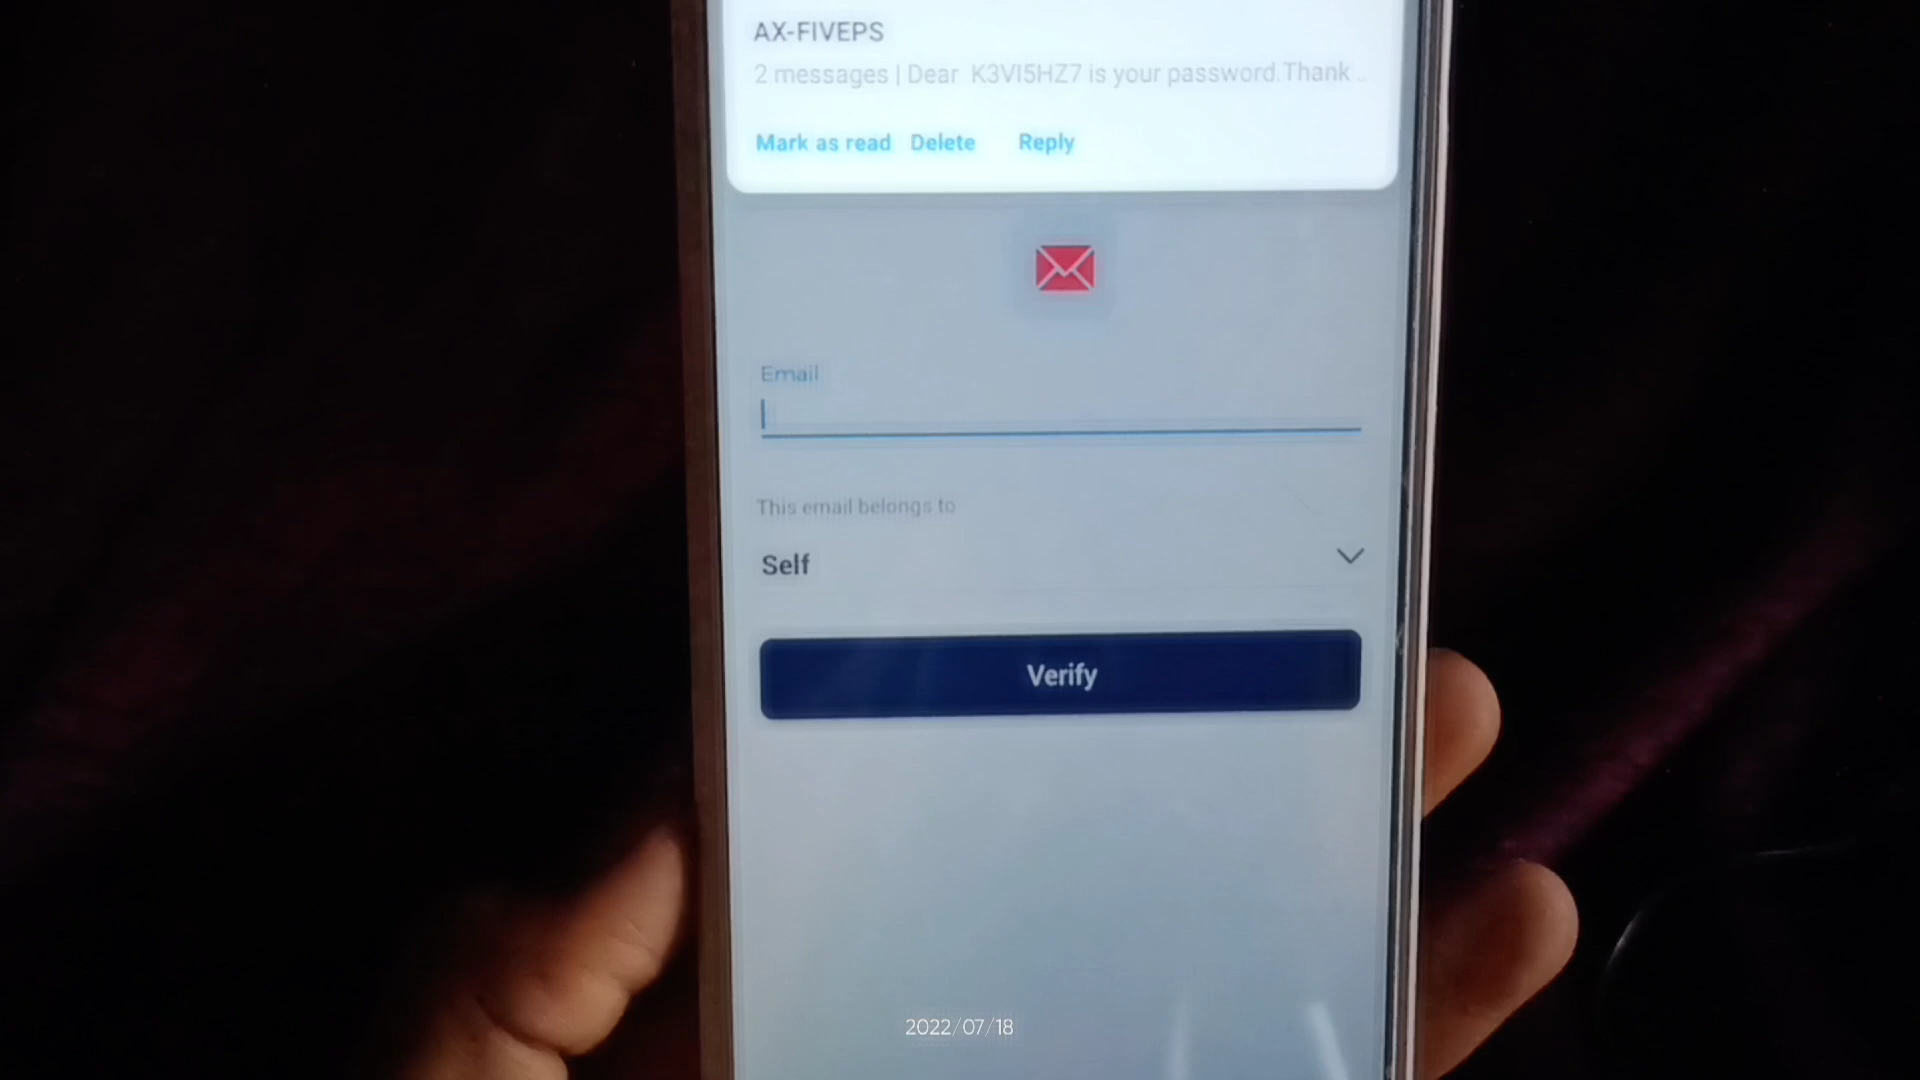 AX-FIVEPS
2 messages | Dear K3VI5HZ7 is your password.Thank ..
Mark as read Delete Reply
Email
This email belongs to
Self
Verify
2022/07/18